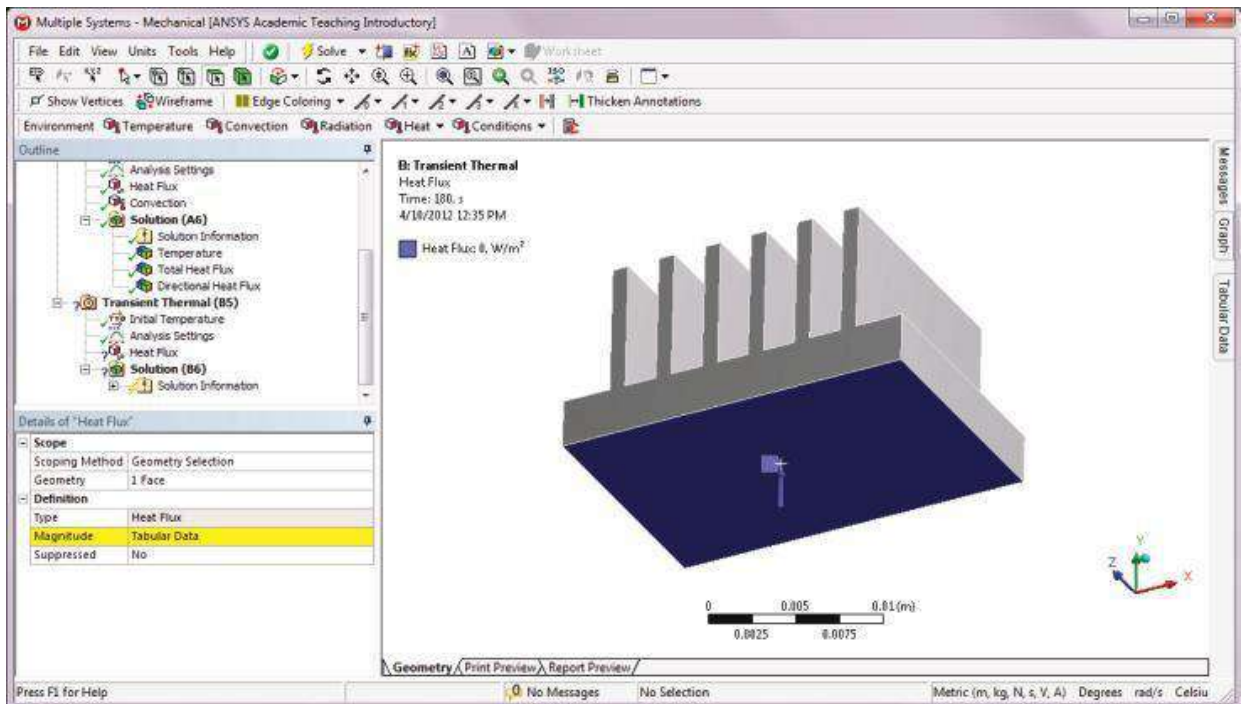 Multiple Systems - Mechanical [ANSYS Academic Teaching Introductory]
File Edit View Units Tools Help Solve Worksheet
Show Vertices Wireframe Edge Coloring Thicken Annotations
Environment Temperature Convection Radiation Heat Conditions
Outline
Analysis Settings
Heat Flux
Convection
Solution (A6)
Solution Information
Temperature
Total Heat Flux
Directional Heat Flux
Transient Thermal (B5)
Initial Temperature
Analysis Settings
Heat Flux
Solution (B6)
Solution Information
Details of "Heat Flux"
Scope
Scoping Method Geometry Selection
Geometry 1 Face
Definition
Type Heat Flux
Magnitude Tabular Data
Suppressed No
B: Transient Thermal
Heat Flux
Time: 180. s
4/10/2012 12:35 PM
Heat Flux: 0. W/m²
Y
Z
X
0 0.005 0.01 (m)
0.0025 0.0075
Geometry Print Preview Report Preview
Messages
Graph
Tabular Data
Press F1 for Help 0 No Messages No Selection Metric (m, kg, N, s, V, A) Degrees rad/s Celsiu